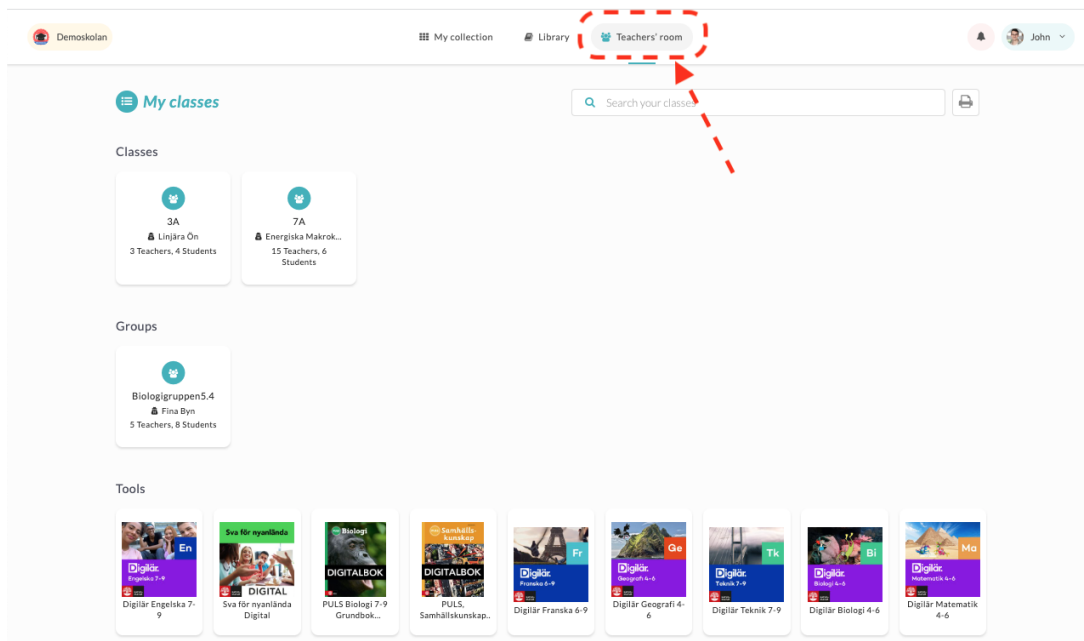 Demoskolan
My collection
Library
Teachers' room
John
My classes
Search your classes
Classes
3A
Linjära Ön
3 Teachers, 4 Students
7A
Energiska Makrok...
15 Teachers, 6
Students
Groups
Biologigruppen5.4
Fina Byn
5 Teachers, 8 Students
Tools
En
Digilär.
Engelska 7-9
Digilär Engelska 7-
9
Sva för nyanlända
DIGITAL
Sva för nyanlända
Digital
Biologi
DIGITALBOK
PULS Biologi 7-9
Grundbok...
Samhälls-
kunskap
DIGITALBOK
PULS,
Samhällskunskap..
Fr
Digilär.
Franska 6-9
Digilär Franska 6-9
Ge
Digilär.
Geografi 4-6
Digilär Geografi 4-
6
Tk
Digilär.
Teknik 7-9
Digilär Teknik 7-9
Bi
Digilär.
Biologi 4-6
Digilär Biologi 4-6
Ma
Digilär.
Matematik 4-6
Digilär Matematik
4-6